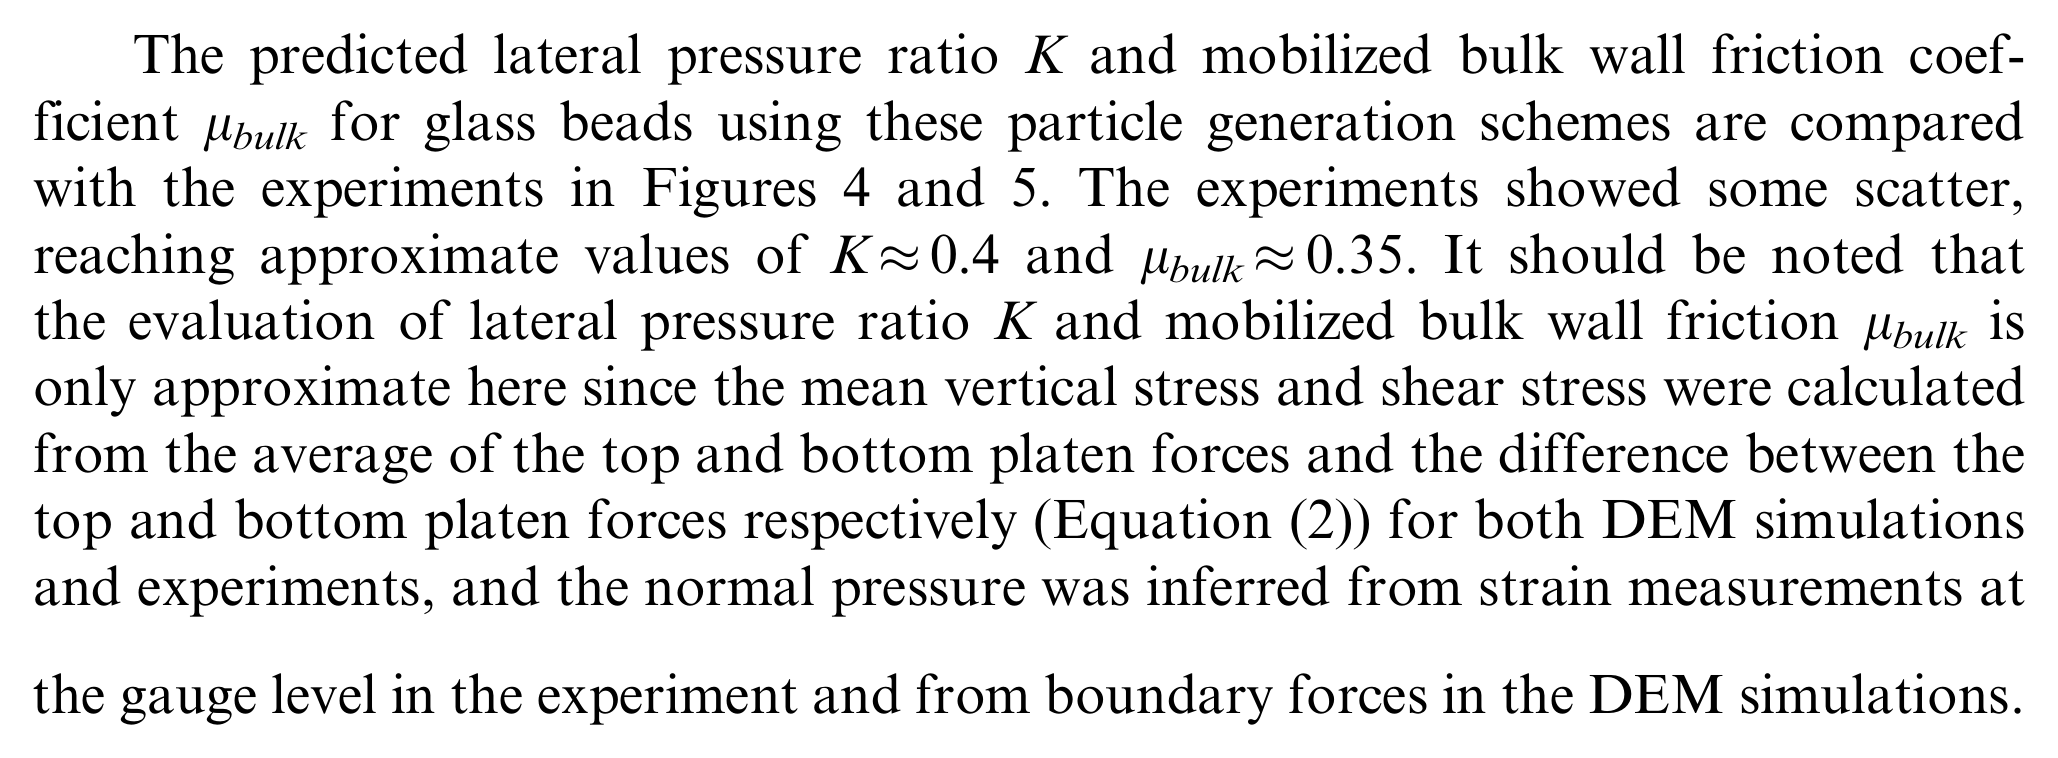 The predicted lateral pressure ratio K and mobilized bulk wall friction coef-
ficient μbulk for glass beads using these particle generation schemes are compared
with the experiments in Figures 4 and 5. The experiments showed some scatter,
reaching approximate values of K≈0.4 and μbulk≈0.35. It should be noted that
the evaluation of lateral pressure ratio K and mobilized bulk wall friction μbulk is
only approximate here since the mean vertical stress and shear stress were calculated
from the average of the top and bottom platen forces and the difference between the
top and bottom platen forces respectively (Equation (2)) for both DEM simulations
and experiments, and the normal pressure was inferred from strain measurements at
the gauge level in the experiment and from boundary forces in the DEM simulations.